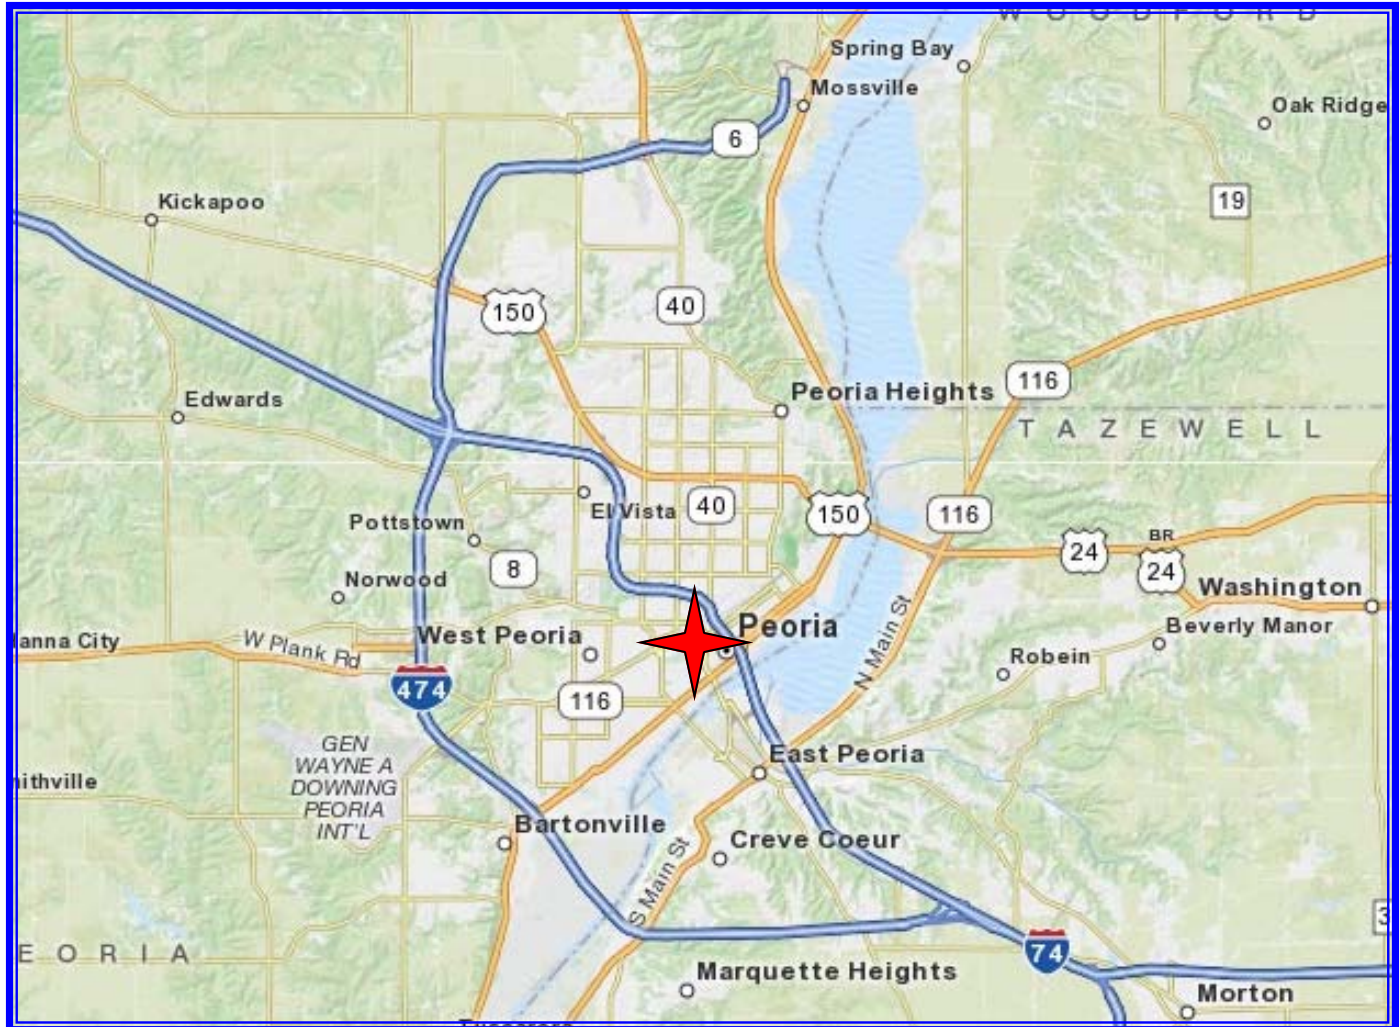 W O O D F O R D
Spring Bay
Mossville
Oak Ridge
6
19
Kickapoo
150
40
116
Peoria Heights
Edwards
T A Z E W E L L
El Vista
40
150
116
Pottstown
24
BR
24
8
Norwood
Washington
Peoria
Beverly Manor
anna City
W Plank Rd
West Peoria
N Main St
Robein
474
116
GEN
WAYNE A
DOWNING
PEORIA
INT'L
East Peoria
ithville
Bartonville
Creve Coeur
S Main St
3
E O R I A
74
Marquette Heights
Morton